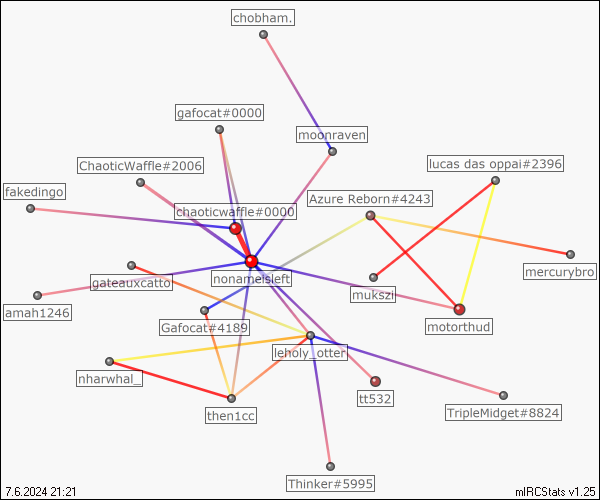 chobham.
gafocat#0000
moonraven
ChaoticWaffle#2006
lucas das oppai#2396
fakedingo
Azure Reborn#4243
chaoticwaffle#0000
gateauxcatto
nonameisleft
mukszi
mercurybro
amah1246
Gafocat#4189
motorthud
leholy_otter
nharwhal_
then1cc
tt532
TripleMidget#8824
Thinker#5995
7.6.2024 21:21
mIRCStats v1.25